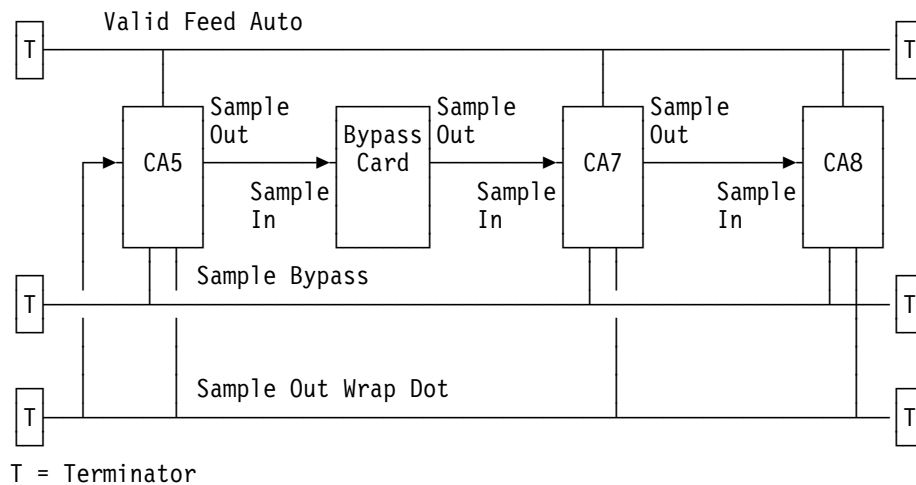 Valid Feed Auto
T
T
Sample
Out
Sample
Out
Sample
Out
CA5
Bypass
Card
CA7
CA8
Sample
In
Sample
In
Sample
In
Sample Bypass
T
T
Sample Out Wrap Dot
T
T
T = Terminator